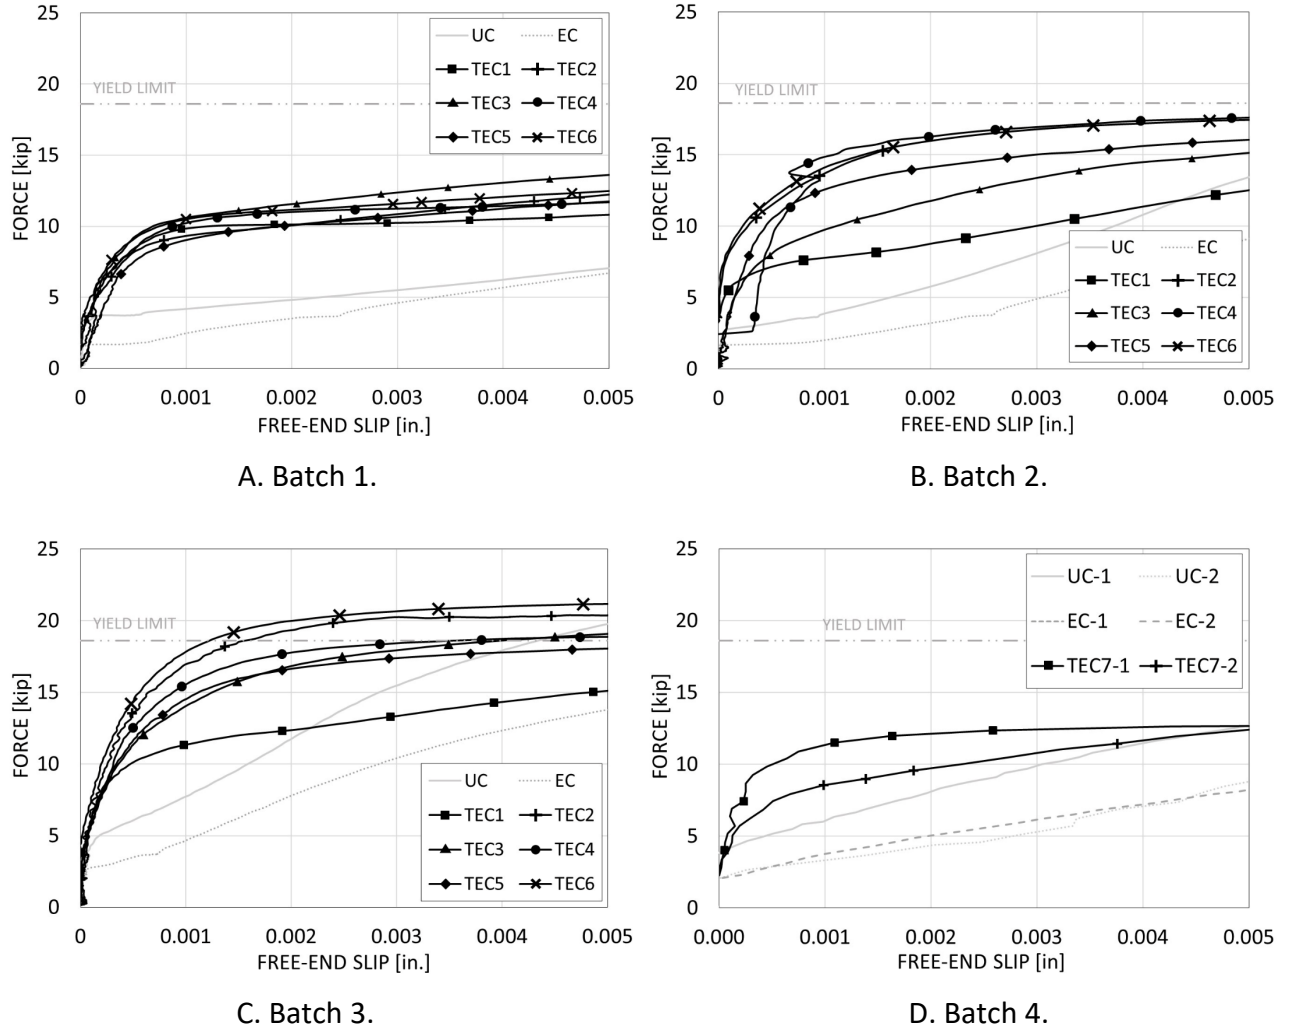 25
20
15
10
5
0
FORCE [kip]
YIELD LIMIT
UC EC
TEC1 TEC2
TEC3 TEC4
TEC5 TEC6
0 0.001 0.002 0.003 0.004 0.005
FREE-END SLIP [in.]
A. Batch 1.
25
20
15
10
5
0
FORCE [kip]
YIELD LIMIT
UC EC
TEC1 TEC2
TEC3 TEC4
TEC5 TEC6
0 0.001 0.002 0.003 0.004 0.005
FREE-END SLIP [in.]
B. Batch 2.
25
20
15
10
5
0
FORCE [kip]
YIELD LIMIT
UC EC
TEC1 TEC2
TEC3 TEC4
TEC5 TEC6
0 0.001 0.002 0.003 0.004 0.005
FREE-END SLIP [in.]
C. Batch 3.
25
20
15
10
5
0
FORCE [kip]
YIELD LIMIT
UC-1 UC-2
EC-1 EC-2
TEC7-1 TEC7-2
0.000 0.001 0.002 0.003 0.004 0.005
FREE-END SLIP [in]
D. Batch 4.